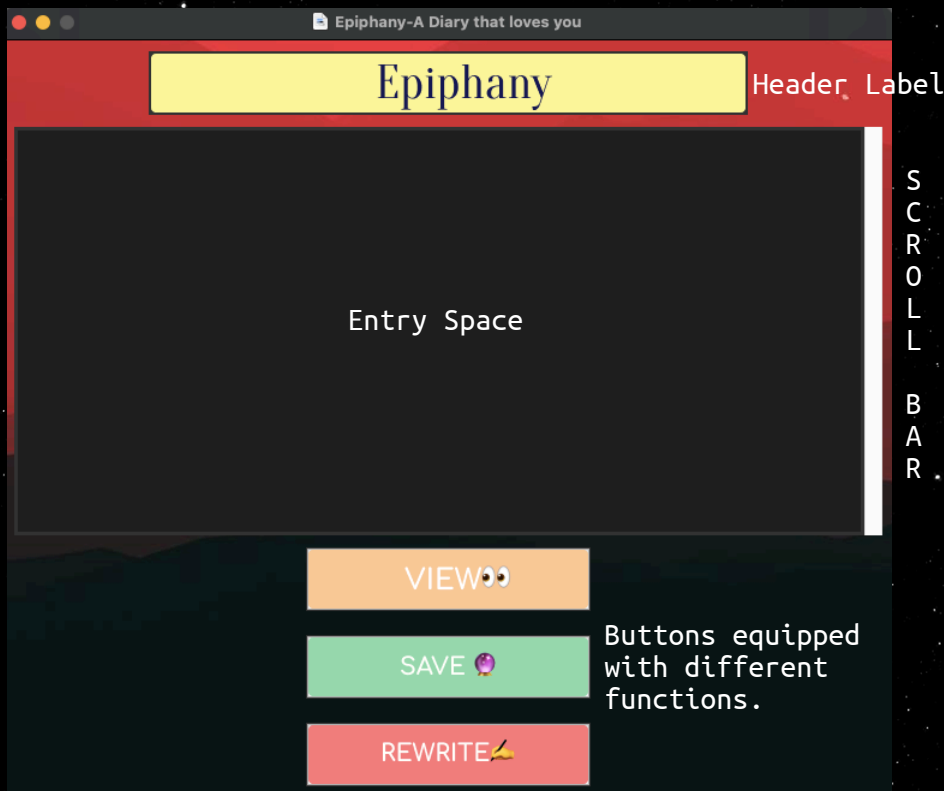 Epiphany-A Diary that loves you
Epiphany
Header Label
Entry Space
S
C
R
O
L
L
B
A
R
VIEW👀
SAVE 🔮
Buttons equipped
with different
functions.
REWRITE✍️